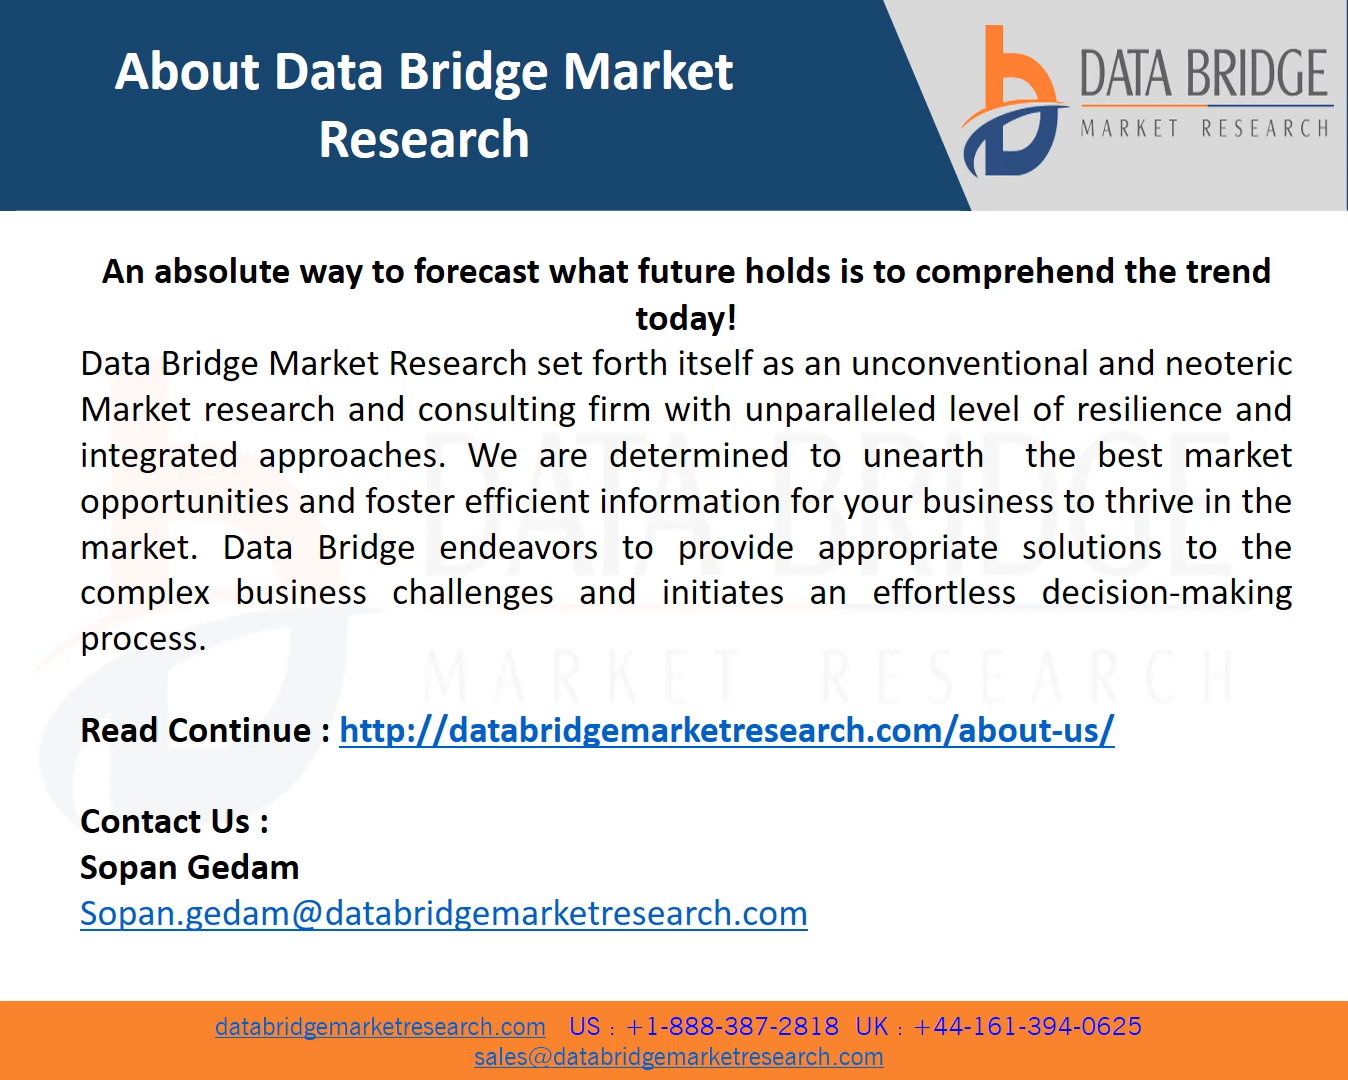 About Data Bridge Market
Research
DATA BRIDGE
MARKET RESEARCH
An absolute way to forecast what future holds is to comprehend the trend
today!
Data Bridge Market Research set forth itself as an unconventional and neoteric
Market research and consulting firm with unparalleled level of resilience and
integrated approaches. We are determined to unearth the best market
opportunities and foster efficient information for your business to thrive in the
market. Data Bridge endeavors to provide appropriate solutions to the
complex business challenges and initiates an effortless decision-making
process.
DATA BRIDGE
MARKET RESEARCH
Read Continue : http://databridgemarketresearch.com/about-us/
Contact Us :
Sopan Gedam
Sopan.gedam@databridgemarketresearch.com
databridgemarketresearch.com US : +1-888-387-2818 UK : +44-161-394-0625
sales@databridgemarketresearch.com